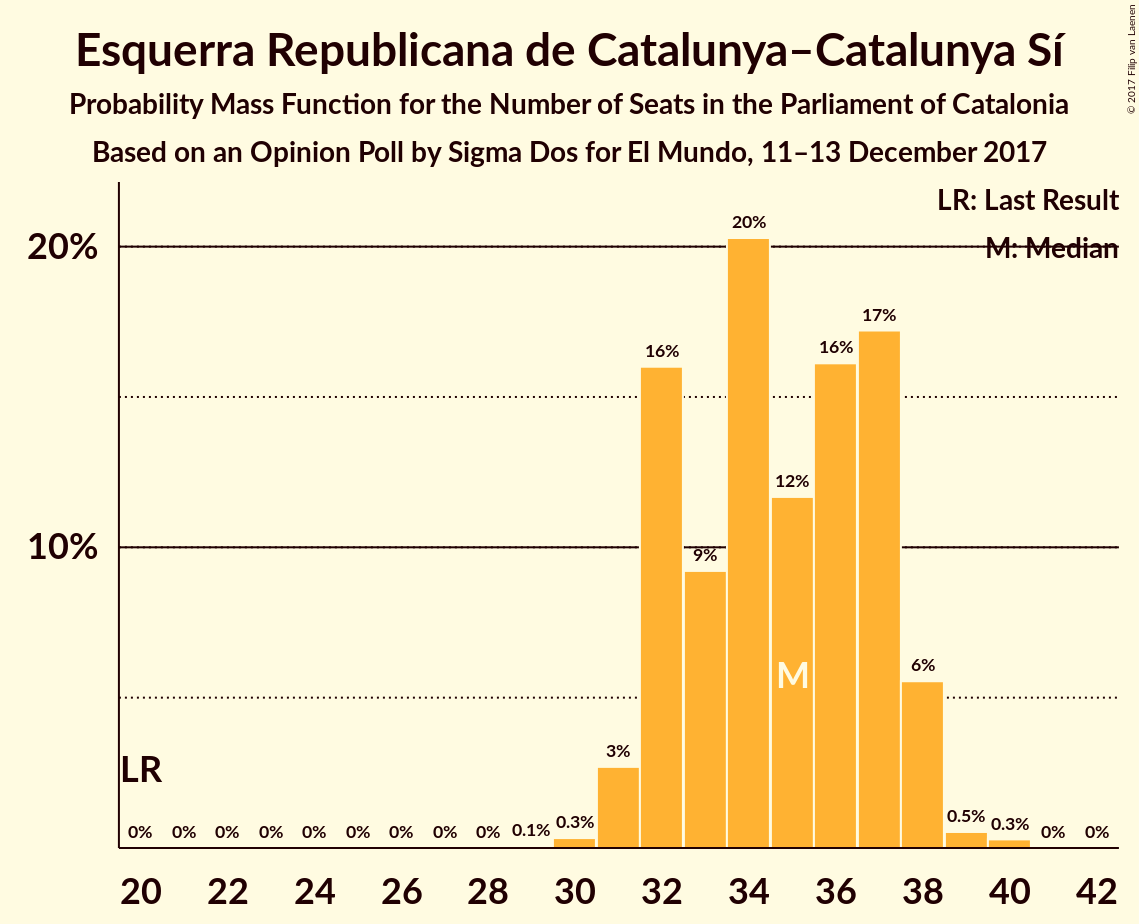 Esquerra Republicana de Catalunya–Catalunya Sí
Probability Mass Function for the Number of Seats in the Parliament of Catalonia
Based on an Opinion Poll by Sigma Dos for El Mundo, 11–13 December 2017
© 2017 Filip van Laenen
LR: Last Result
M: Median
20%
10%
20%
17%
16%
16%
12%
9%
6%
3%
M
LR
0% 0% 0% 0% 0% 0% 0% 0% 0% 0.1% 0.3% 0.5% 0.3% 0% 0%
20 22 24 26 28 30 32 34 36 38 40 42